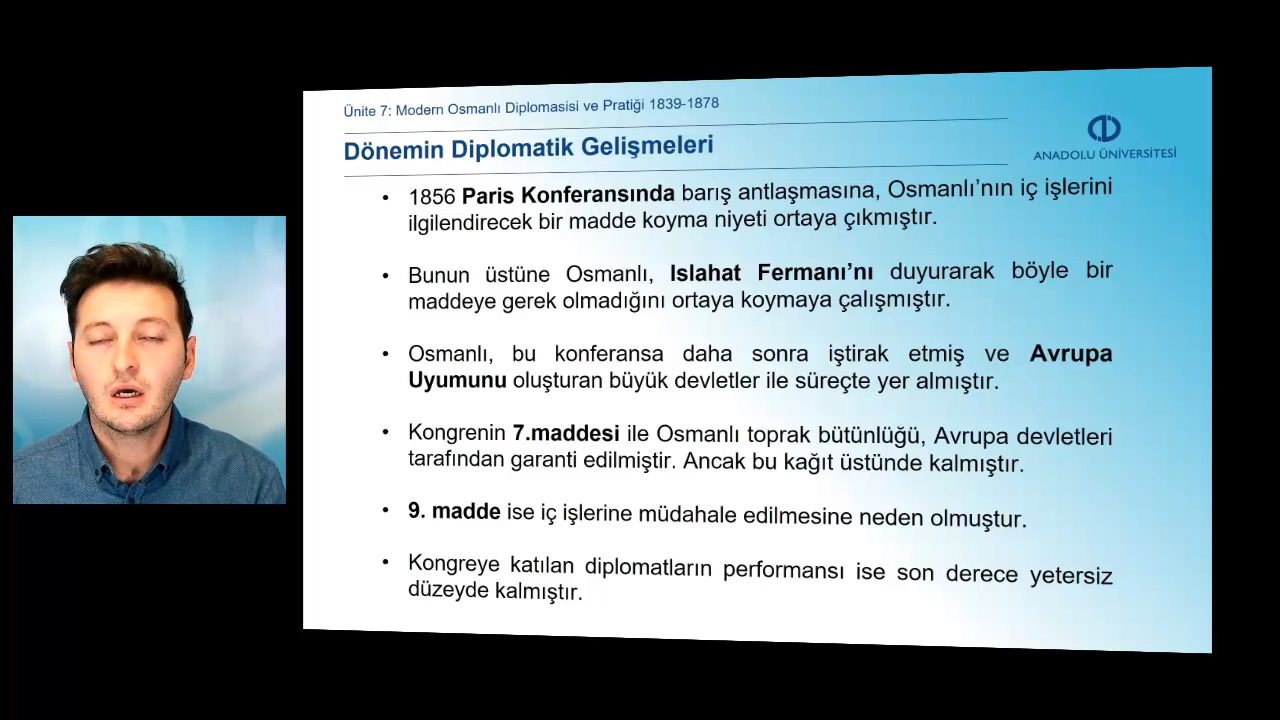 Ünite 7: Modern Osmanlı Diplomasisi ve Pratiği 1839-1878
Dönemin Diplomatik Gelişmeleri
ANADOLU ÜNİVERSİTESİ
• 1856 Paris Konferansında barış antlaşmasına, Osmanlı’nın iç işlerini
ilgilendirecek bir madde koyma niyeti ortaya çıkmıştır.
• Bunun üstüne Osmanlı, Islahat Fermanı’nı duyurarak böyle bir
maddeye gerek olmadığını ortaya koymaya çalışmıştır.
• Osmanlı, bu konferansa daha sonra iştirak etmiş ve Avrupa
Uyumunu oluşturan büyük devletler ile süreçte yer almıştır.
• Kongrenin 7.maddesi ile Osmanlı toprak bütünlüğü, Avrupa devletleri
tarafından garanti edilmiştir. Ancak bu kağıt üstünde kalmıştır.
• 9. madde ise iç işlerine müdahale edilmesine neden olmuştur.
• Kongreye katılan diplomatların performansı ise son derece yetersiz
düzeyde kalmıştır.